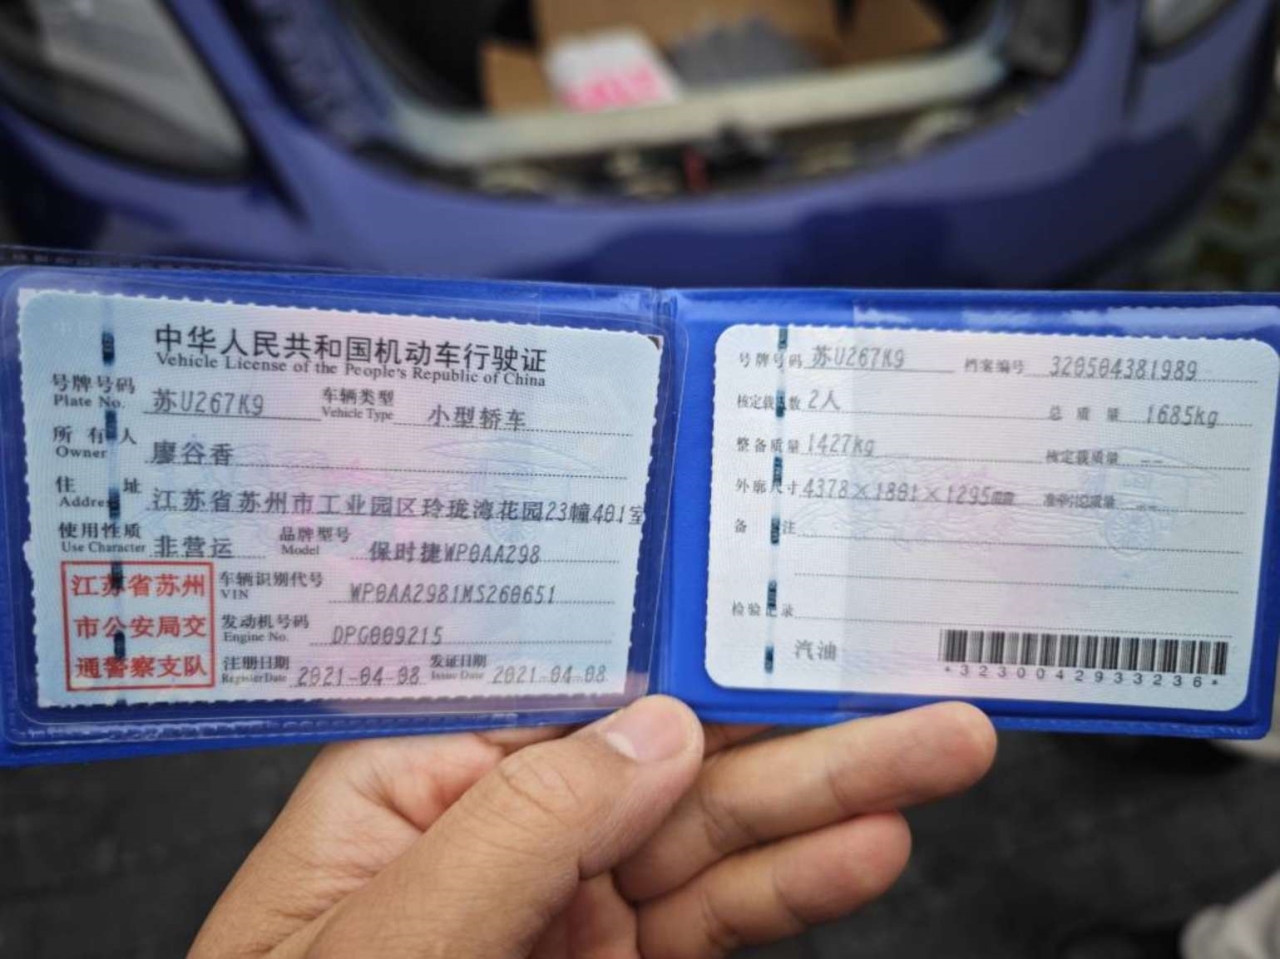 中华人民共和国机动车行驶证
Vehicle License of the People's Republic of China
号牌号码 苏U267K9 车辆类型 小型轿车
Plate No. Vehicle Type
所有人 廖谷香
Owner
住址 江苏省苏州市工业园区玲珑湾花园23幢401室
Address
使用性质 非营运 品牌型号 保时捷WP0AA298
Use Character Model
江苏省苏州
市公安局交
通警察支队
车辆识别代号 WP0AA2981MS260651
VIN
发动机号码 DPG009215
Engine No.
注册日期 2021-04-08 发证日期 2021-04-08
Register Date Issue Date
号牌号码 苏U267K9 档案编号 320504381989
核定载人数 2人 总质量 1685kg
整备质量 1427kg 核定载质量 --
外廓尺寸 4378×1801×1295mm 准牵引总质量 --
备注
检验记录
汽油
*3230042933236*